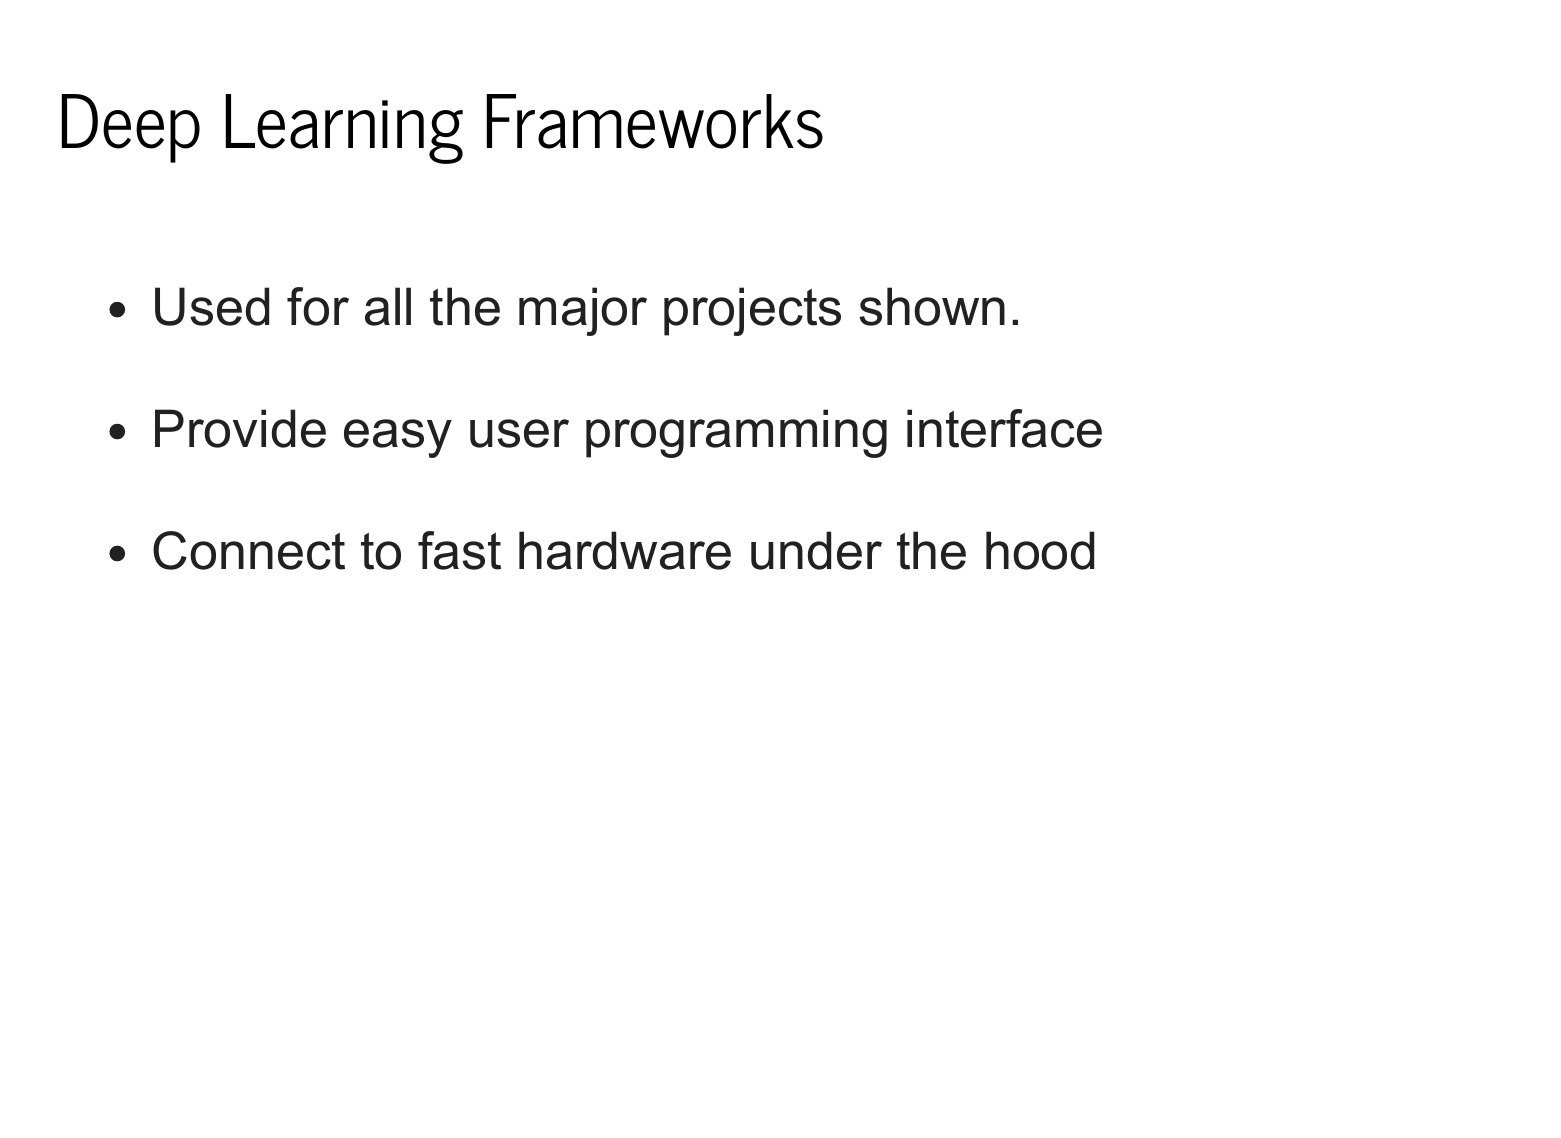 Deep Learning Frameworks
• Used for all the major projects shown.
• Provide easy user programming interface
• Connect to fast hardware under the hood